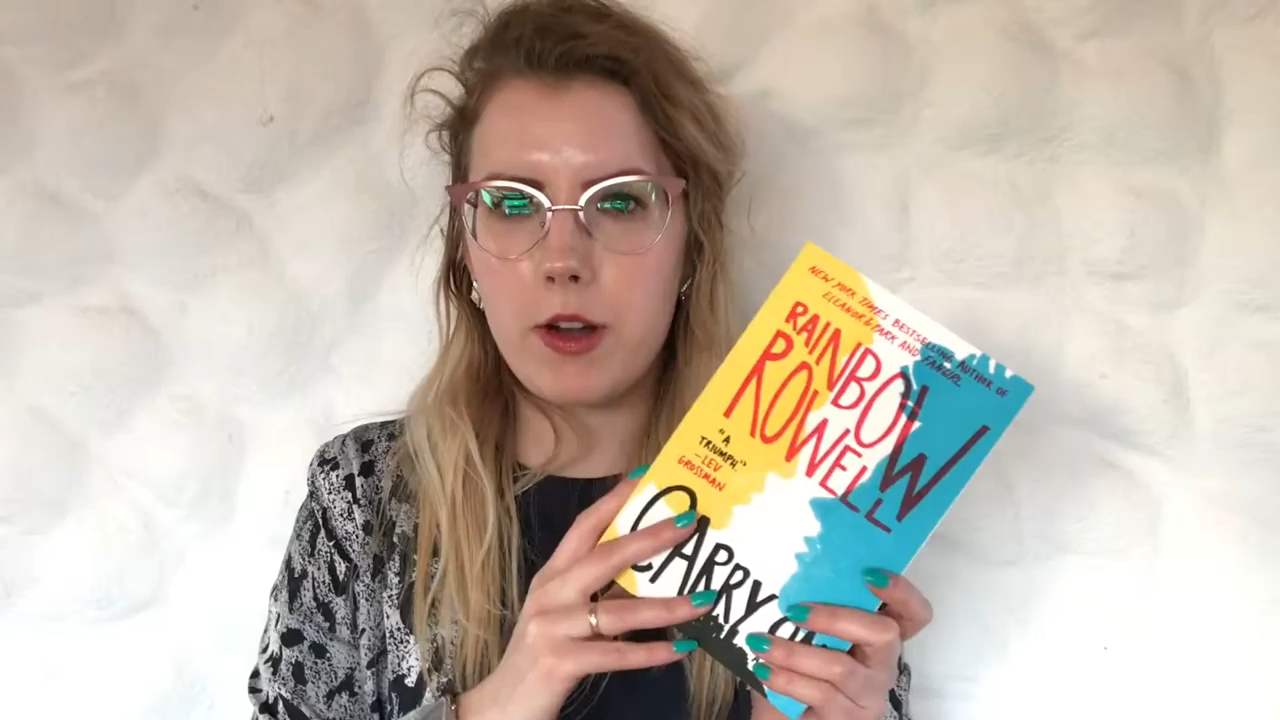 NEW YORK TIMES BESTSELLING AUTHOR OF
ELEANOR & PARK AND FANGIRL
RAINBOW
ROWELL
"A
TRIUMPH."
—LEV
GROSSMAN
CARRY